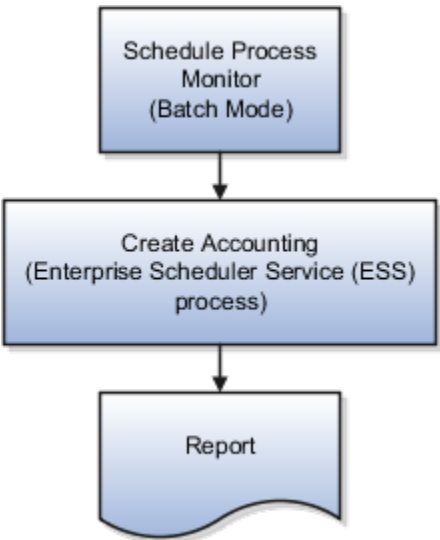 Schedule Process
Monitor
(Batch Mode)
Create Accounting
(Enterprise Scheduler Service (ESS)
process)
Report